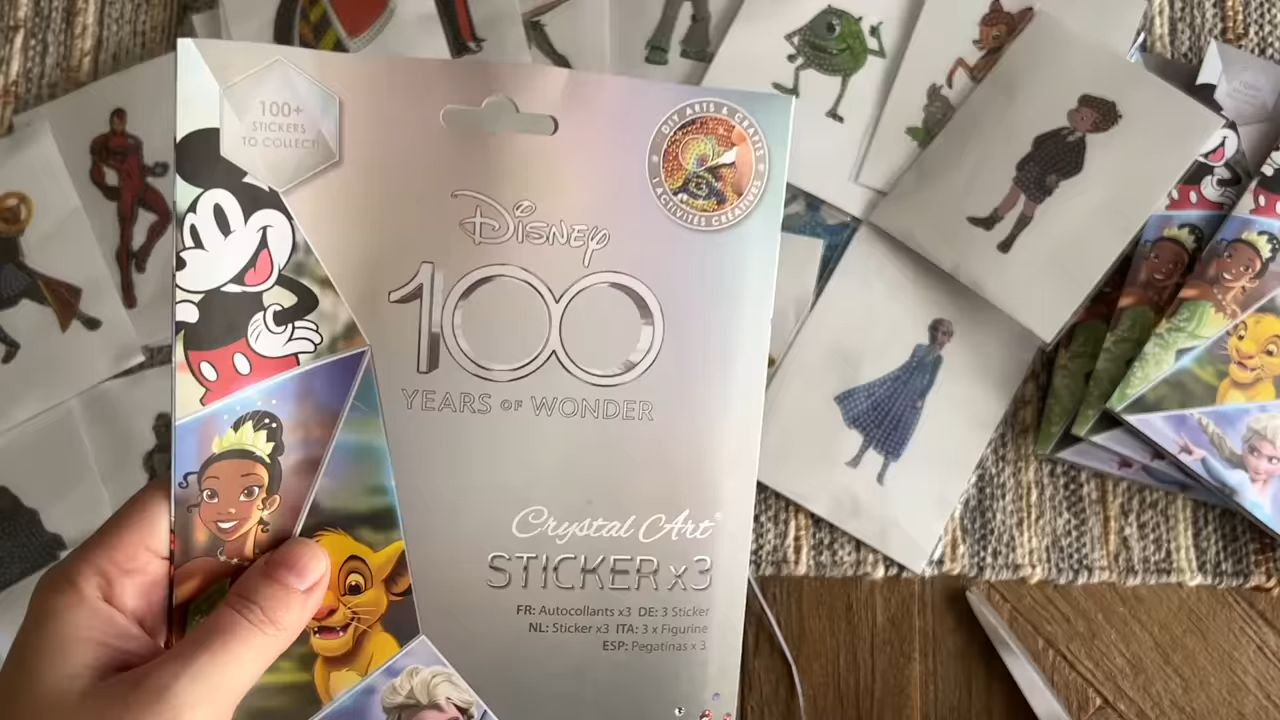 100+
STICKERS
TO COLLECT
DIY ARTS & CRAFTS
ACTIVITÉS CRÉATIVES
DISNEY
100
YEARS OF WONDER
Crystal Art®
STICKER x3
FR: Autocollants x3 DE: 3 Sticker
NL: Sticker x3 ITA: 3 x Figurine
ESP: Pegatinas x 3